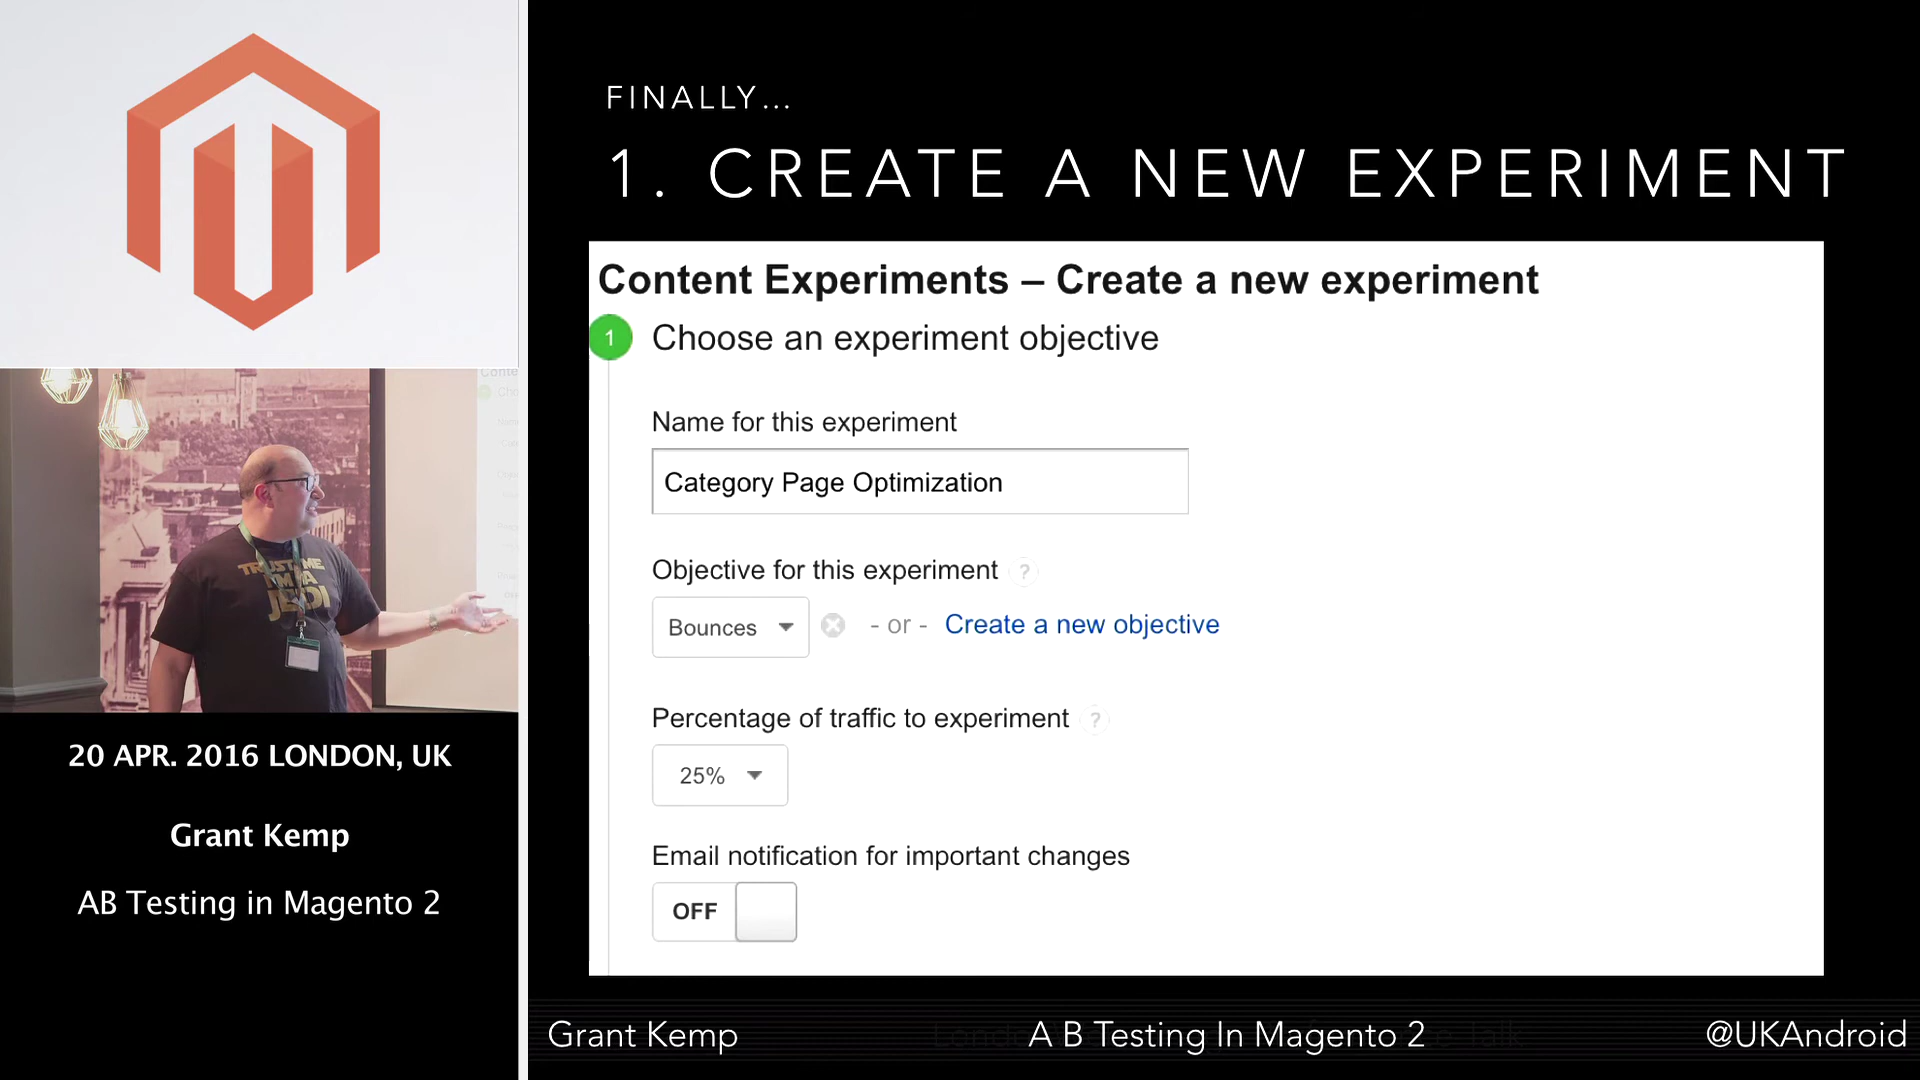 FINALLY...
1. CREATE A NEW EXPERIMENT
Content Experiments – Create a new experiment
1 Choose an experiment objective
Name for this experiment
Category Page Optimization
Objective for this experiment ?
Bounces - or - Create a new objective
Percentage of traffic to experiment ?
25%
Email notification for important changes
OFF
TRUST ME
I'M A
JEDI
20 APR. 2016 LONDON, UK
Grant Kemp
AB Testing in Magento 2
Grant Kemp A B Testing In Magento 2 @UKAndroid